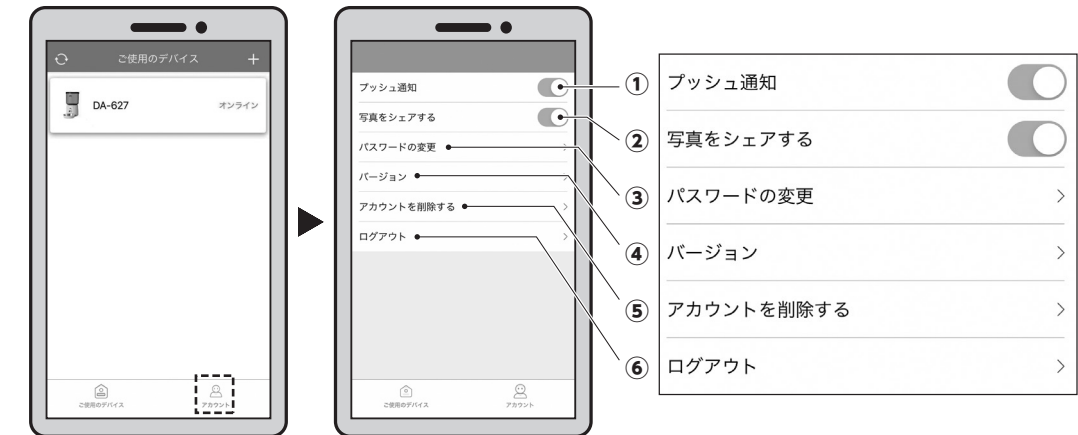 ご使用のデバイス
+
DA-627
オンライン
ご使用のデバイス
アカウント
プッシュ通知
写真をシェアする
パスワードの変更
バージョン
アカウントを削除する
ログアウト
ご使用のデバイス
アカウント
① プッシュ通知
② 写真をシェアする
③ パスワードの変更
④ バージョン
⑤ アカウントを削除する
⑥ ログアウト